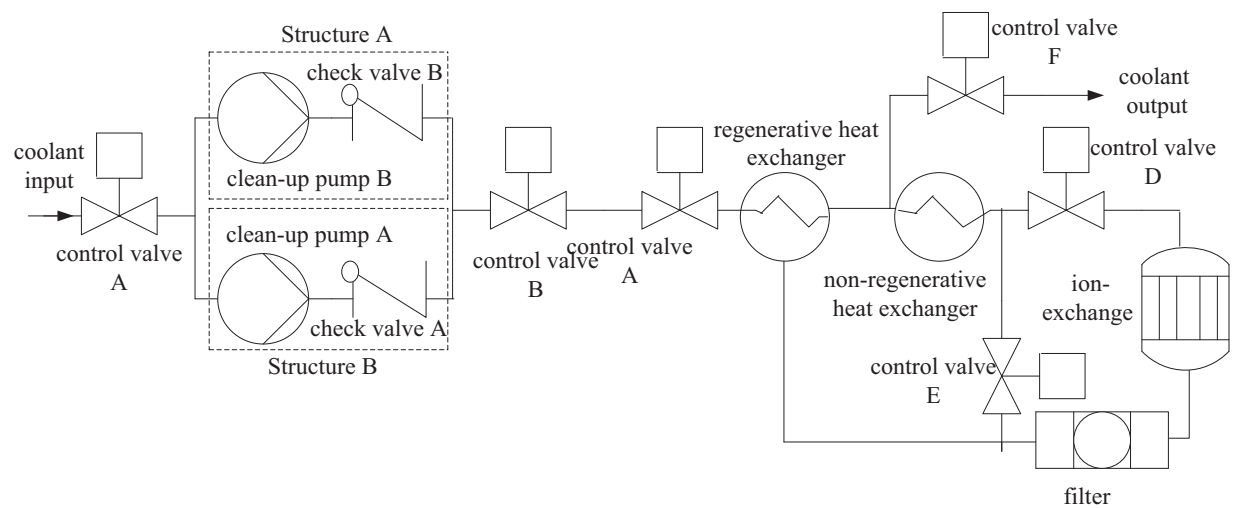 Structure A
check valve B
clean-up pump B
coolant
input
control valve
A
clean-up pump A
check valve A
Structure B
control valve
B
control valve
A
regenerative heat
exchanger
control valve
F
coolant
output
control valve
D
non-regenerative
heat exchanger
ion-
exchange
control valve
E
filter